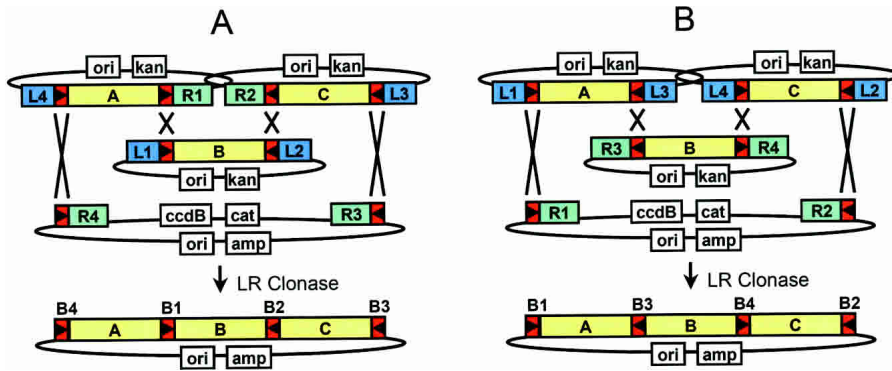 A
ori kan ori kan
L4 A R1 R2 C L3
L1 B L2
ori kan
R4 ccdB cat R3
ori amp
LR Clonase
B4 B1 B2 B3
A B C
ori amp
B
ori kan ori kan
L1 A L3 L4 C L2
R3 B R4
ori kan
R1 ccdB cat R2
ori amp
LR Clonase
B1 B3 B4 B2
A B C
ori amp